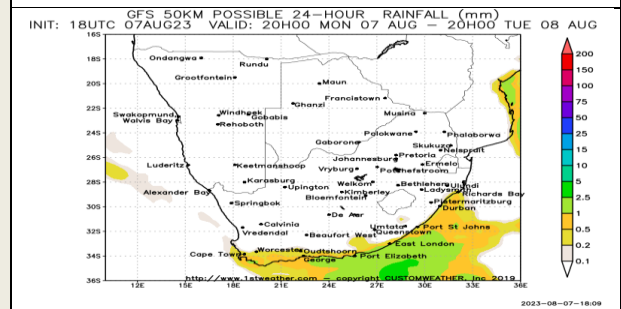 GFS 50KM POSSIBLE 24-HOUR RAINFALL (mm)
INIT: 18UTC 07AUG23 VALID: 20H00 MON 07 AUG - 20H00 TUE 08 AUG
16S
Ondangwa
Rundu
200
Grootfontein
150
20S
Maun
100
Francistown
22S
Ghanzi
75
Swakopmund
Windhoek
Gobabis
Musina
50
Walvis Bay
Rehoboth
25
24S
Polokwane
Phalaborwa
15
Gaborone
Skukuza
Nelspruit
10
26S
Johannesburg
Pretoria
Luderitz
Keetmanshoop
Vryburg
Ermelo
5
Potchefstroom
28S
Karasburg
Welkom
Bethlehem
Ulundi
2.5
Alexander Bay
Upington
Kimberley
Ladysmith
Richards Bay
1
30S
Springbok
Bloemfontein
Pietermaritzburg
Durban
0.5
De Aar
32S
Calvinia
Umtata
Port St Johns
0.2
Vredendal
Beaufort West
Queenstown
0.1
34S
Worcester
East London
Cape Town
Oudtshoorn
George
Port Elizabeth
http://www.1stweather.com - copyright CUSTOMWEATHER, Inc 2019
36S
12E 15E 18E 21E 24E 27E 30E 33E 36E
2023-08-07-18:09